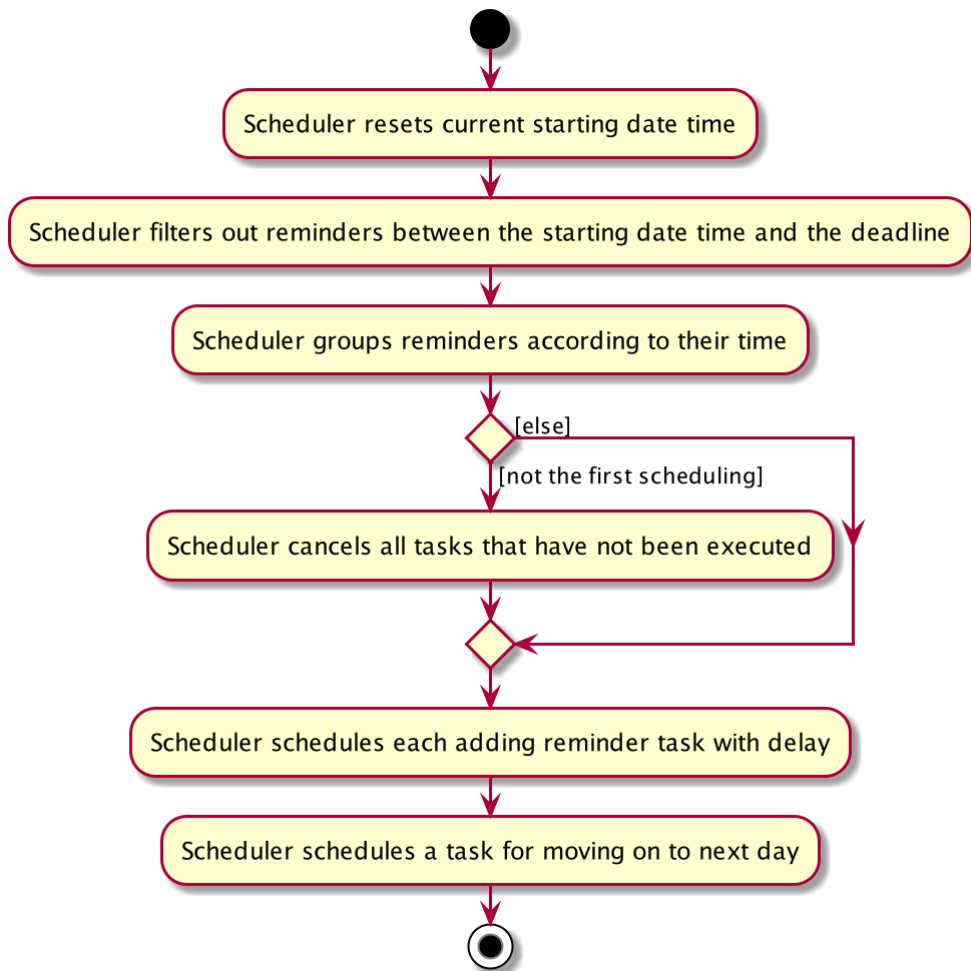 Scheduler resets current starting date time
Scheduler filters out reminders between the starting date time and the deadline
Scheduler groups reminders according to their time
[else]
[not the first scheduling]
Scheduler cancels all tasks that have not been executed
Scheduler schedules each adding reminder task with delay
Scheduler schedules a task for moving on to next day